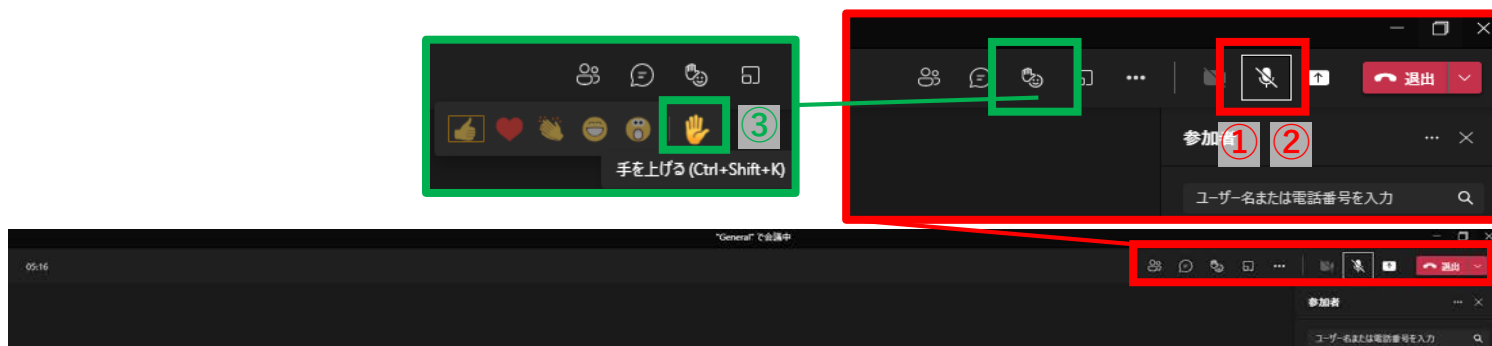 ③
手を上げる (Ctrl+Shift+K)
退出
① ②
参加者
ユーザー名または電話番号を入力
"General" で会議中
05:16
退出
参加者
ユーザー名または電話番号を入力